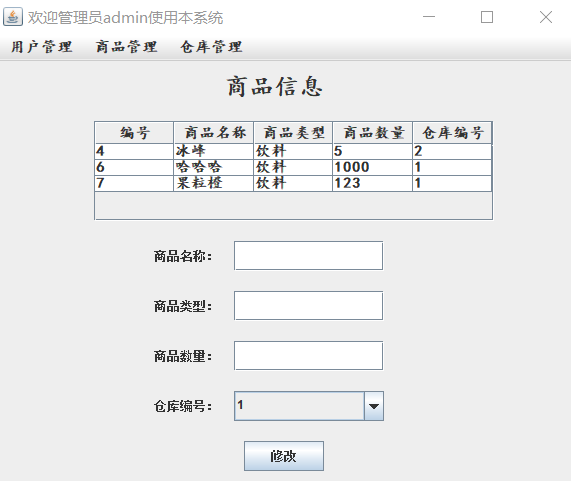 欢迎管理员admin使用本系统
用户管理 商品管理 仓库管理
商品信息
编号 商品名称 商品类型 商品数量 仓库编号
4 冰峰 饮料 5 2
6 哈哈哈 饮料 1000 1
7 果粒橙 饮料 123 1
商品名称：
商品类型：
商品数量：
仓库编号： 1
修改